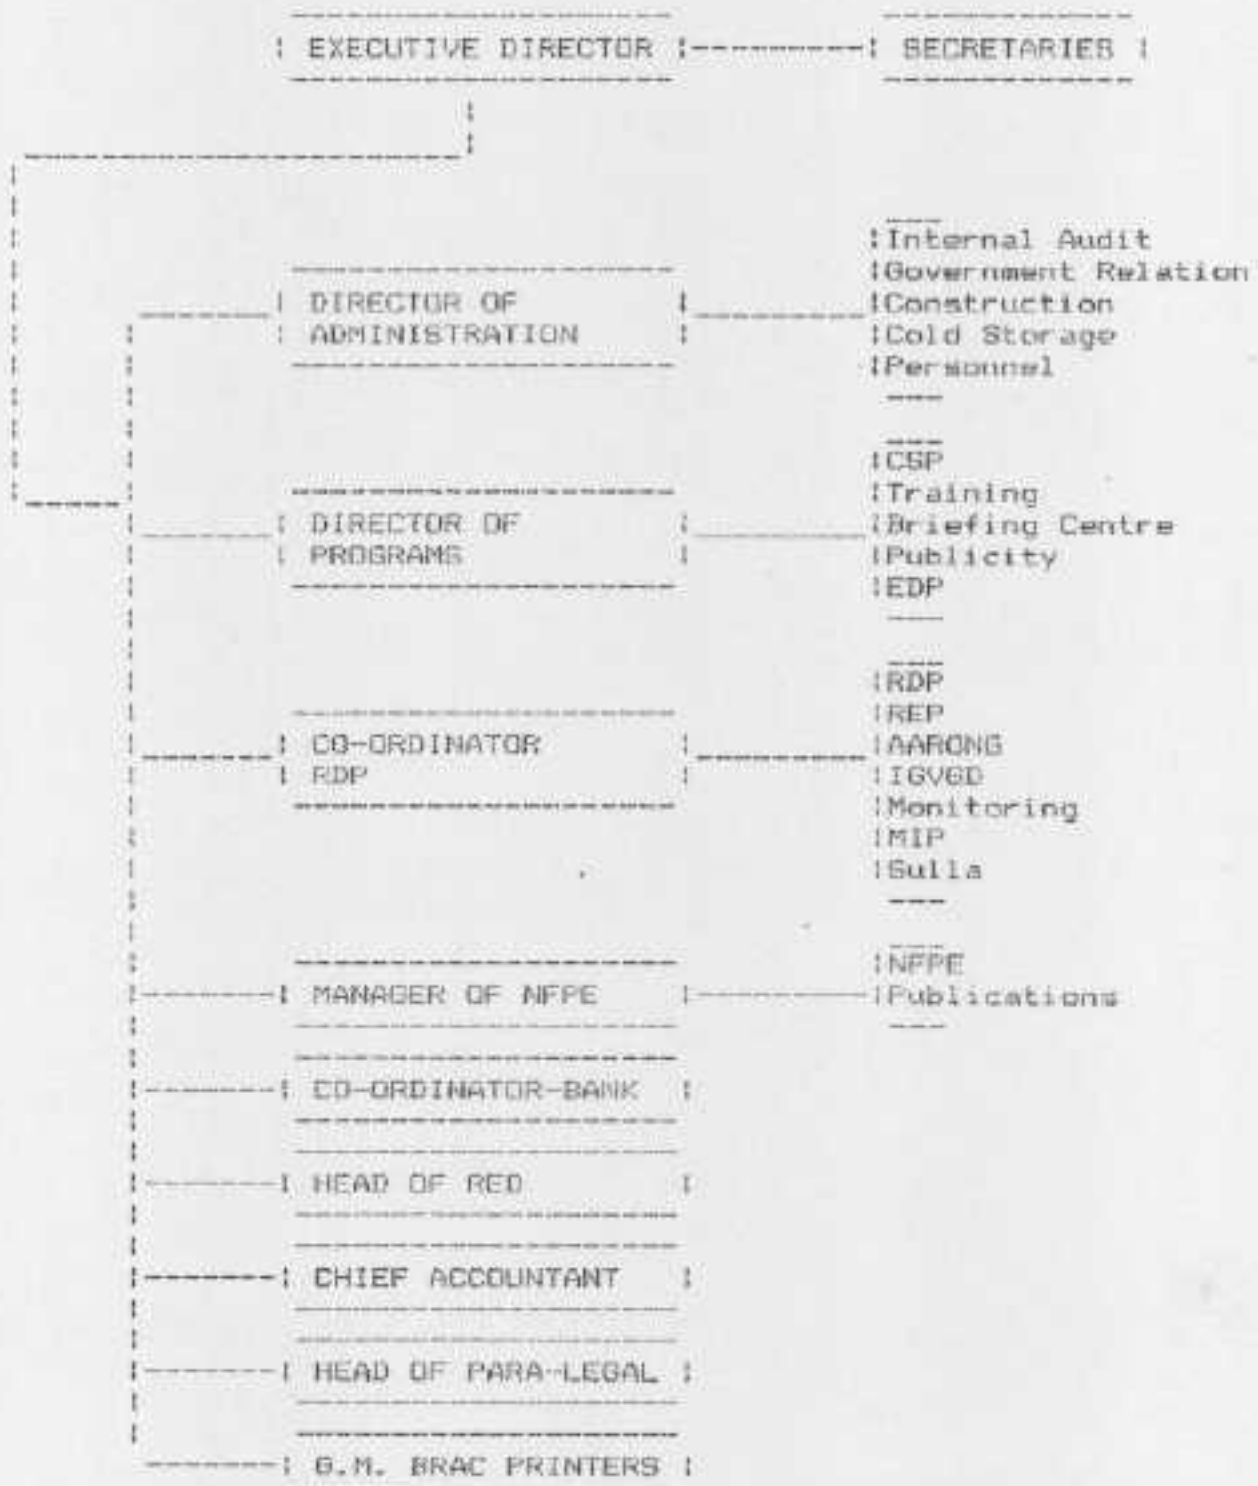 EXECUTIVE DIRECTOR
SECRETARIES
Internal Audit
Government Relation
DIRECTOR OF
Construction
ADMINISTRATION
Cold Storage
Personnel
CSP
Training
DIRECTOR OF
Briefing Centre
PROGRAMS
Publicity
EDP
RDP
REP
CO-ORDINATOR
AARONG
RDP
IGVGD
Monitoring
MIP
Sulla
NFPE
MANAGER OF NFPE
Publications
CO-ORDINATOR-BANK
HEAD OF RED
CHIEF ACCOUNTANT
HEAD OF PARA-LEGAL
G.M. BRAC PRINTERS